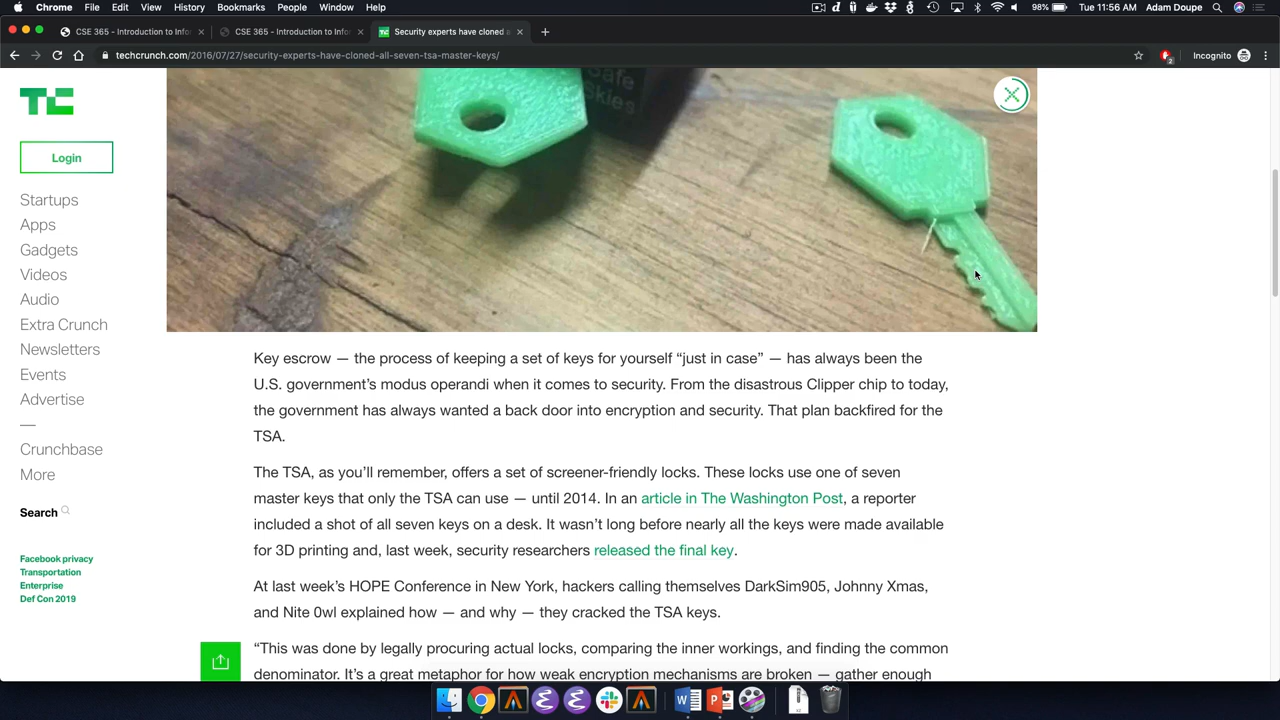 Chrome File Edit View History Bookmarks People Window Help 98% Tue 11:56 AM Adam Doupe
CSE 365 - Introduction to Infor
CSE 365 - Introduction to Infor
Security experts have cloned a
techcrunch.com/2016/07/27/security-experts-have-cloned-all-seven-tsa-master-keys/
Incognito
Safe
Skies
TC
Login
Startups
Apps
Gadgets
Videos
Audio
Extra Crunch
Newsletters
Events
Advertise
—
Crunchbase
More
Search
Facebook privacy
Transportation
Enterprise
Def Con 2019
Key escrow — the process of keeping a set of keys for yourself “just in case” — has always been the
U.S. government’s modus operandi when it comes to security. From the disastrous Clipper chip to today,
the government has always wanted a back door into encryption and security. That plan backfired for the
TSA.
The TSA, as you’ll remember, offers a set of screener-friendly locks. These locks use one of seven
master keys that only the TSA can use — until 2014. In an article in The Washington Post, a reporter
included a shot of all seven keys on a desk. It wasn’t long before nearly all the keys were made available
for 3D printing and, last week, security researchers released the final key.
At last week’s HOPE Conference in New York, hackers calling themselves DarkSim905, Johnny Xmas,
and Nite 0wl explained how — and why — they cracked the TSA keys.
“This was done by legally procuring actual locks, comparing the inner workings, and finding the common
denominator. It’s a great metaphor for how weak encryption mechanisms are broken — gather enough